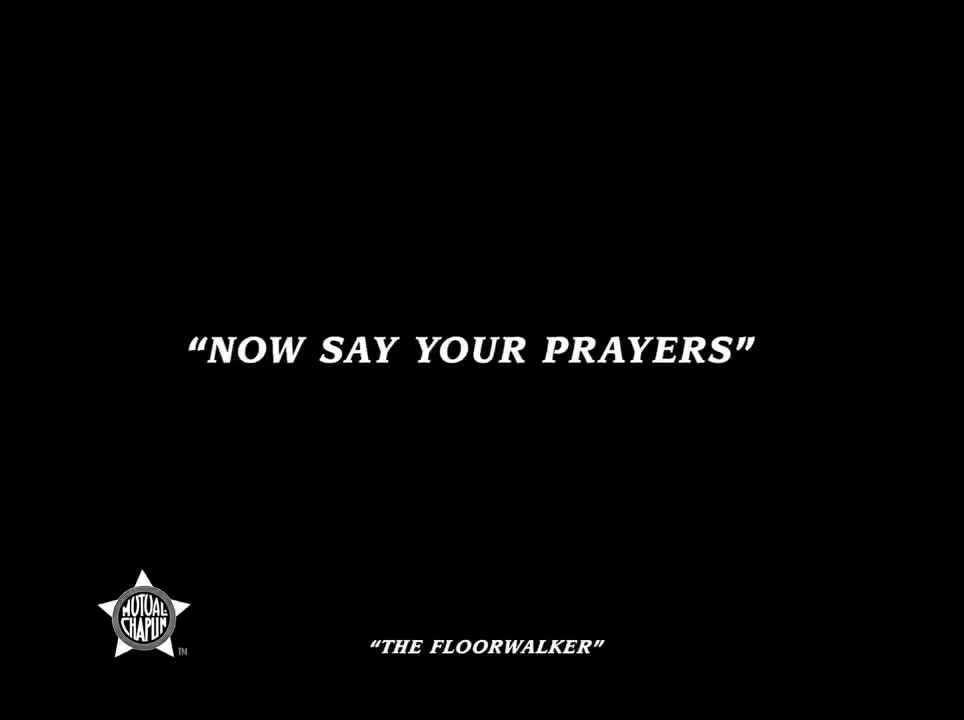 “NOW SAY YOUR PRAYERS”
MUTUAL
CHAPLIN
TM
“THE FLOORWALKER”